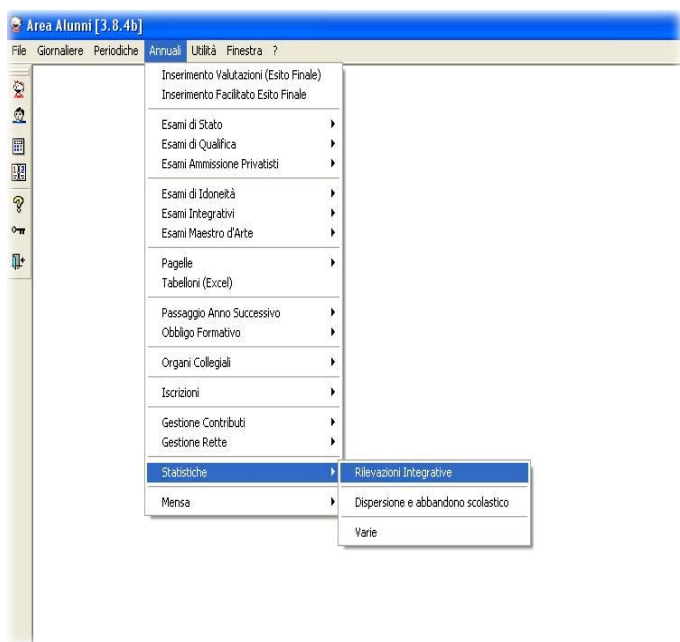 Area Alunni [3.8.4b]
File Giornaliere Periodiche Annuali Utilità Finestra ?
Inserimento Valutazioni (Esito Finale)
Inserimento Facilitato Esito Finale
Esami di Stato
Esami di Qualifica
Esami Ammissione Privatisti
Esami di Idoneità
Esami Integrativi
Esami Maestro d'Arte
Pagelle
Tabelloni (Excel)
Passaggio Anno Successivo
Obbligo Formativo
Organi Collegiali
Iscrizioni
Gestione Contributi
Gestione Rette
Statistiche
Mensa
Rilevazioni Integrative
Dispersione e abbandono scolastico
Varie